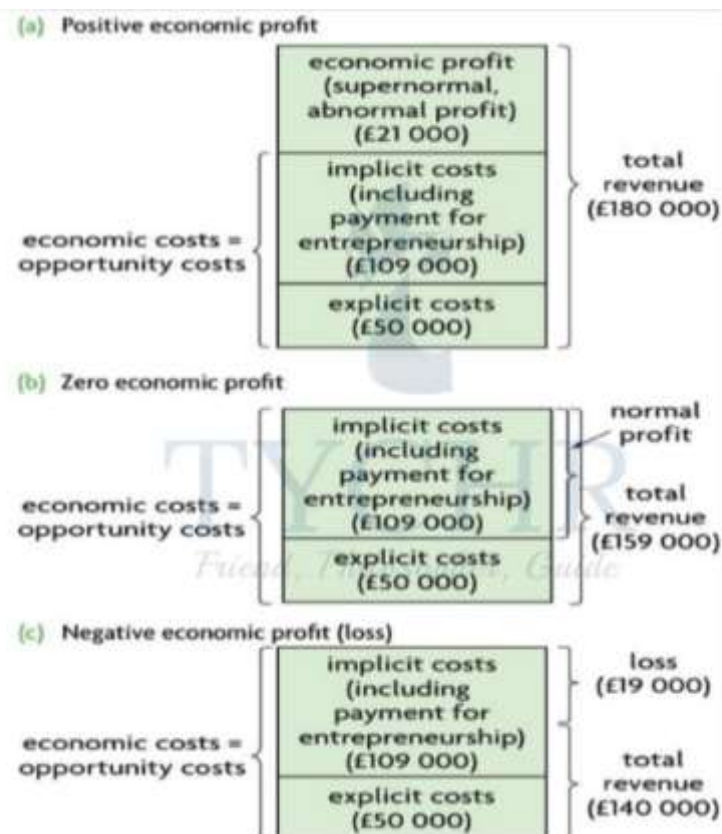 (a) Positive economic profit
economic profit
(supernormal,
abnormal profit)
(£21 000)
implicit costs
(including
payment for
entrepreneurship)
(£109 000)
explicit costs
(£50 000)
economic costs =
opportunity costs
total
revenue
(£180 000)
(b) Zero economic profit
implicit costs
(including
payment for
entrepreneurship)
(£109 000)
explicit costs
(£50 000)
economic costs =
opportunity costs
normal
profit
total
revenue
(£159 000)
TYCHR
Friend, Philosopher, Guide
(c) Negative economic profit (loss)
implicit costs
(including
payment for
entrepreneurship)
(£109 000)
explicit costs
(£50 000)
economic costs =
opportunity costs
loss
(£19 000)
total
revenue
(£140 000)